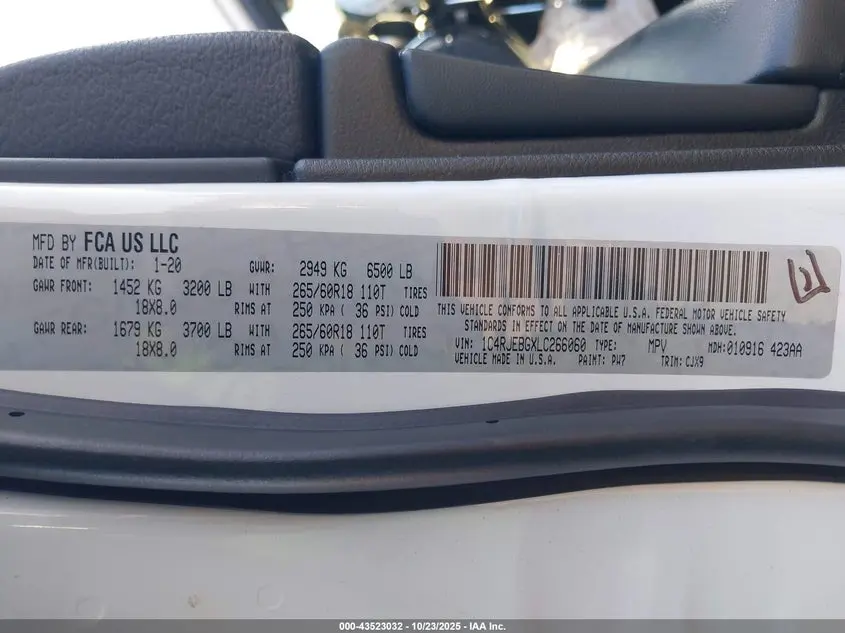 MFD BY FCA US LLC
DATE OF MFR(BUILT): 1-20 GVWR: 2949 KG 6500 LB
GAWR FRONT: 1452 KG 3200 LB WITH 265/60R18 110T TIRES
18X8.0 RIMS AT 250 KPA ( 36 PSI) COLD
GAWR REAR: 1679 KG 3700 LB WITH 265/60R18 110T TIRES
18X8.0 RIMS AT 250 KPA ( 36 PSI) COLD
THIS VEHICLE CONFORMS TO ALL APPLICABLE U.S.A. FEDERAL MOTOR VEHICLE SAFETY
STANDARDS IN EFFECT ON THE DATE OF MANUFACTURE SHOWN ABOVE.
VIN: 1C4RJEBGXLC266060 TYPE: MPV MDH:010916 423AA
VEHICLE MADE IN U.S.A. PAINT: PW7 TRIM: CJX9
000-43523032 / 10/23/2025 - IAA Inc.